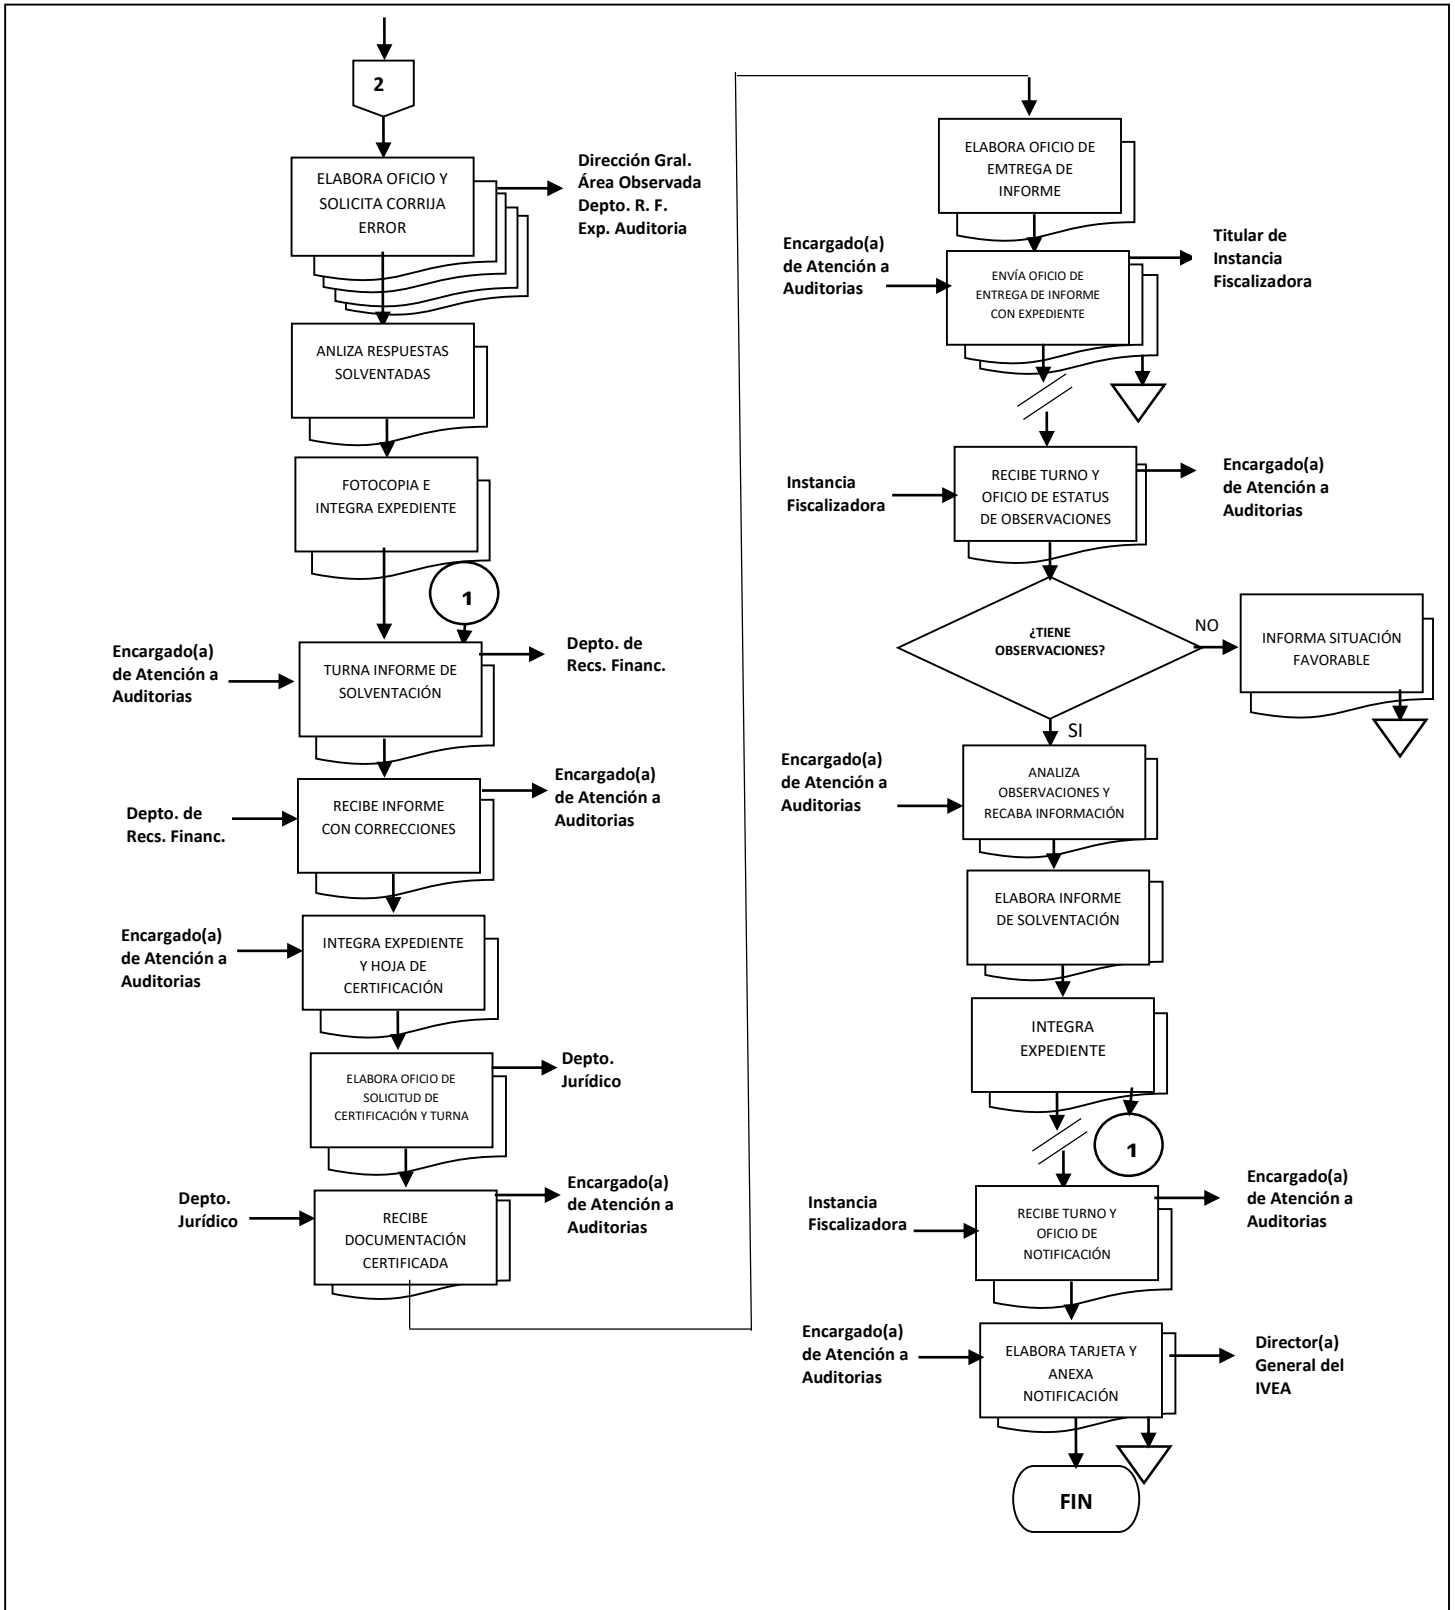 2
ELABORA OFICIO Y
SOLICITA CORRIJA
ERROR
Dirección Gral.
Área Observada
Depto. R. F.
Exp. Auditoria
ANLIZA RESPUESTAS
SOLVENTADAS
FOTOCOPIA E
INTEGRA EXPEDIENTE
1
Encargado(a)
de Atención a
Auditorias
TURNA INFORME DE
SOLVENTACIÓN
Depto. de
Recs. Financ.
Depto. de
Recs. Financ.
RECIBE INFORME
CON CORRECCIONES
Encargado(a)
de Atención a
Auditorias
Encargado(a)
de Atención a
Auditorias
INTEGRA EXPEDIENTE
Y HOJA DE
CERTIFICACIÓN
ELABORA OFICIO DE
SOLICITUD DE
CERTIFICACIÓN Y TURNA
Depto.
Jurídico
Depto.
Jurídico
RECIBE
DOCUMENTACIÓN
CERTIFICADA
Encargado(a)
de Atención a
Auditorias
ELABORA OFICIO DE
EMTREGA DE
INFORME
Encargado(a)
de Atención a
Auditorias
ENVÍA OFICIO DE
ENTREGA DE INFORME
CON EXPEDIENTE
Titular de
Instancia
Fiscalizadora
Instancia
Fiscalizadora
RECIBE TURNO Y
OFICIO DE ESTATUS
DE OBSERVACIONES
Encargado(a)
de Atención a
Auditorias
¿TIENE
OBSERVACIONES?
NO
INFORMA SITUACIÓN
FAVORABLE
SI
Encargado(a)
de Atención a
Auditorias
ANALIZA
OBSERVACIONES Y
RECABA INFORMACIÓN
ELABORA INFORME
DE SOLVENTACIÓN
INTEGRA
EXPEDIENTE
1
Instancia
Fiscalizadora
RECIBE TURNO Y
OFICIO DE
NOTIFICACIÓN
Encargado(a)
de Atención a
Auditorias
Encargado(a)
de Atención a
Auditorias
ELABORA TARJETA Y
ANEXA
NOTIFICACIÓN
Director(a)
General del
IVEA
FIN